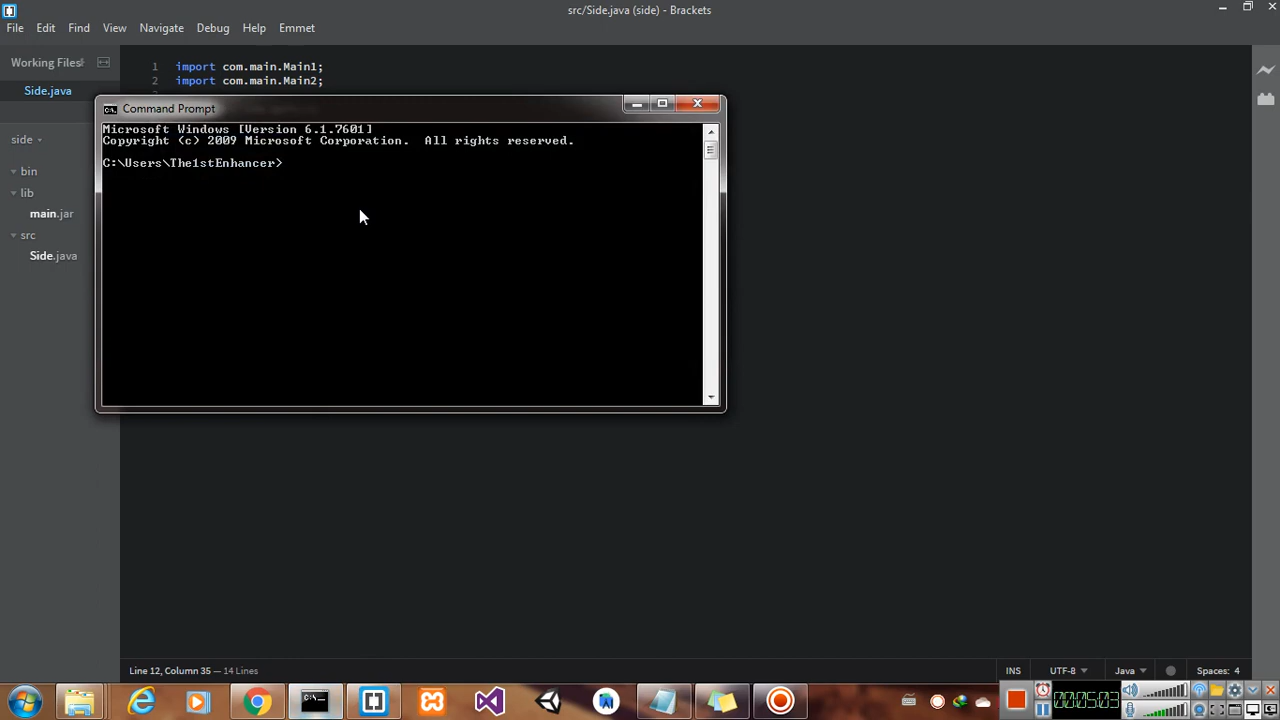 src/Side.java (side) - Brackets
File Edit Find View Navigate Debug Help Emmet
Working Files
Side.java
side
bin
lib
main.jar
src
Side.java
1 import com.main.Main1;
2 import com.main.Main2;
Command Prompt
Microsoft Windows [Version 6.1.7601]
Copyright (c) 2009 Microsoft Corporation. All rights reserved.
C:\Users\The1stEnhancer>
Line 12, Column 35 — 14 Lines
INS UTF-8 Java Spaces: 4
00:05:03